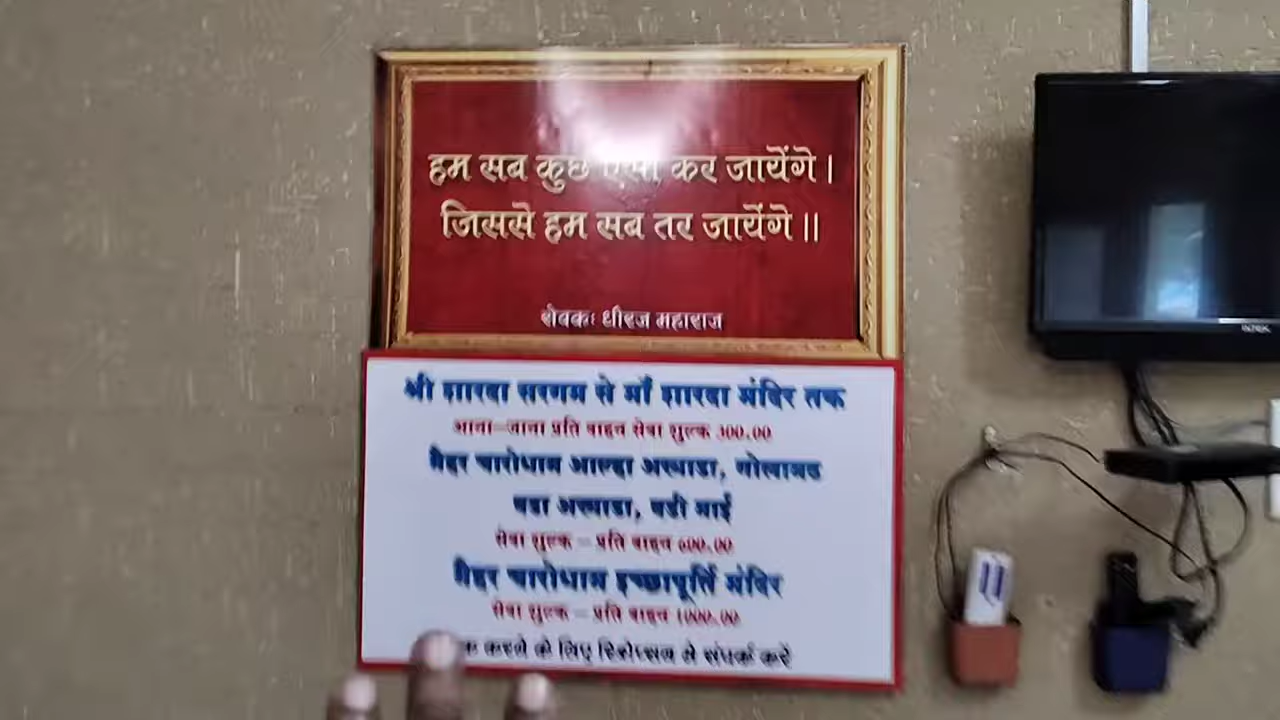 हम सब कुछ ऐसा कर जायेंगे।
जिससे हम सब तर जायेंगे॥
सेवकः धीरज महाराज
श्री शारदा सरगम से माँ शारदा मंदिर तक
आना–जाना प्रति वाहन सेवा शुल्क 300.00
मैहर चारोधाम आल्हा अखाडा, गोलामठ
बडा अखाडा, बडी माई
सेवा शुल्क – प्रति वाहन 600.00
मैहर चारोधाम इच्छापूर्ति मंदिर
सेवा शुल्क – प्रति वाहन 1000.00
करने के लिए रिसेप्सन से संपर्क करें